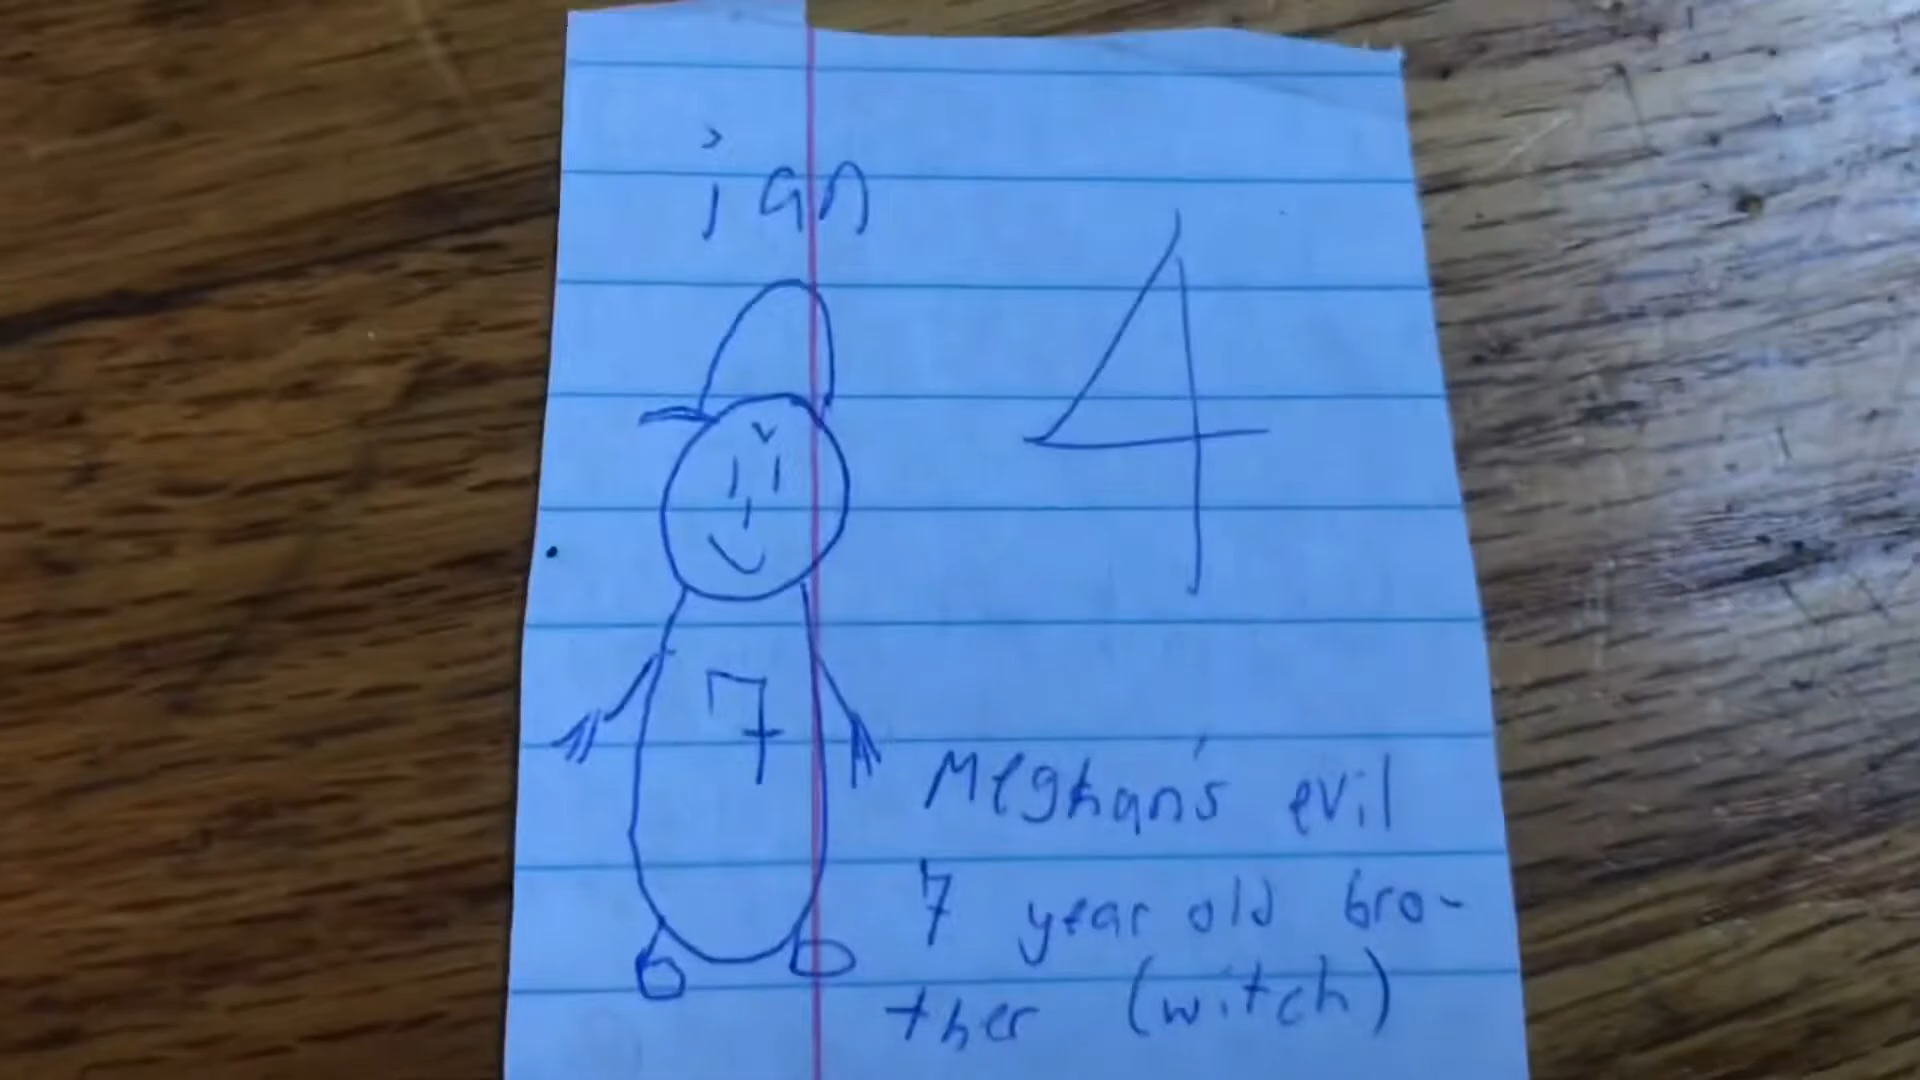 ian
4
7
Meghan's evil
7 year old bro-
ther (witch)